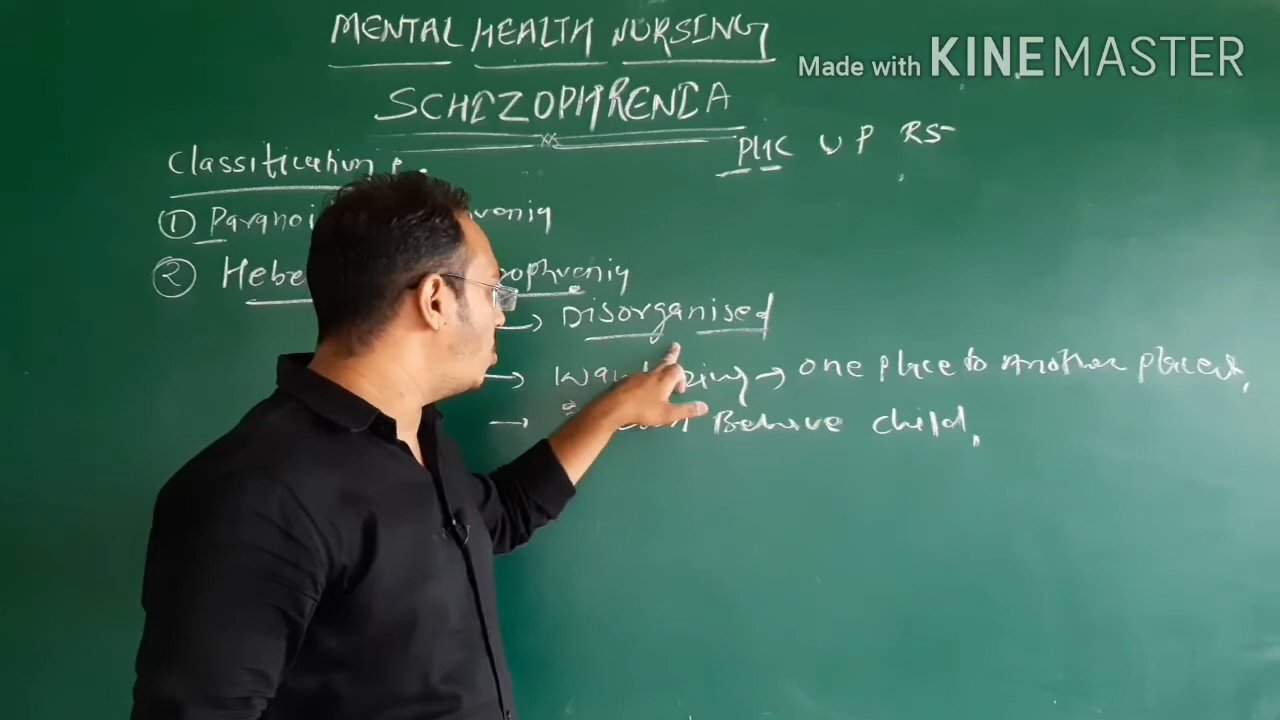 MENTAL HEALTH NURSING
Made with KINEMASTER
SCHIZOPHRENIA
PHC U P RS
Classification
① Paranoi
② Hebe
→ Disorganised
→ → one place to Another place
→ Behave child,